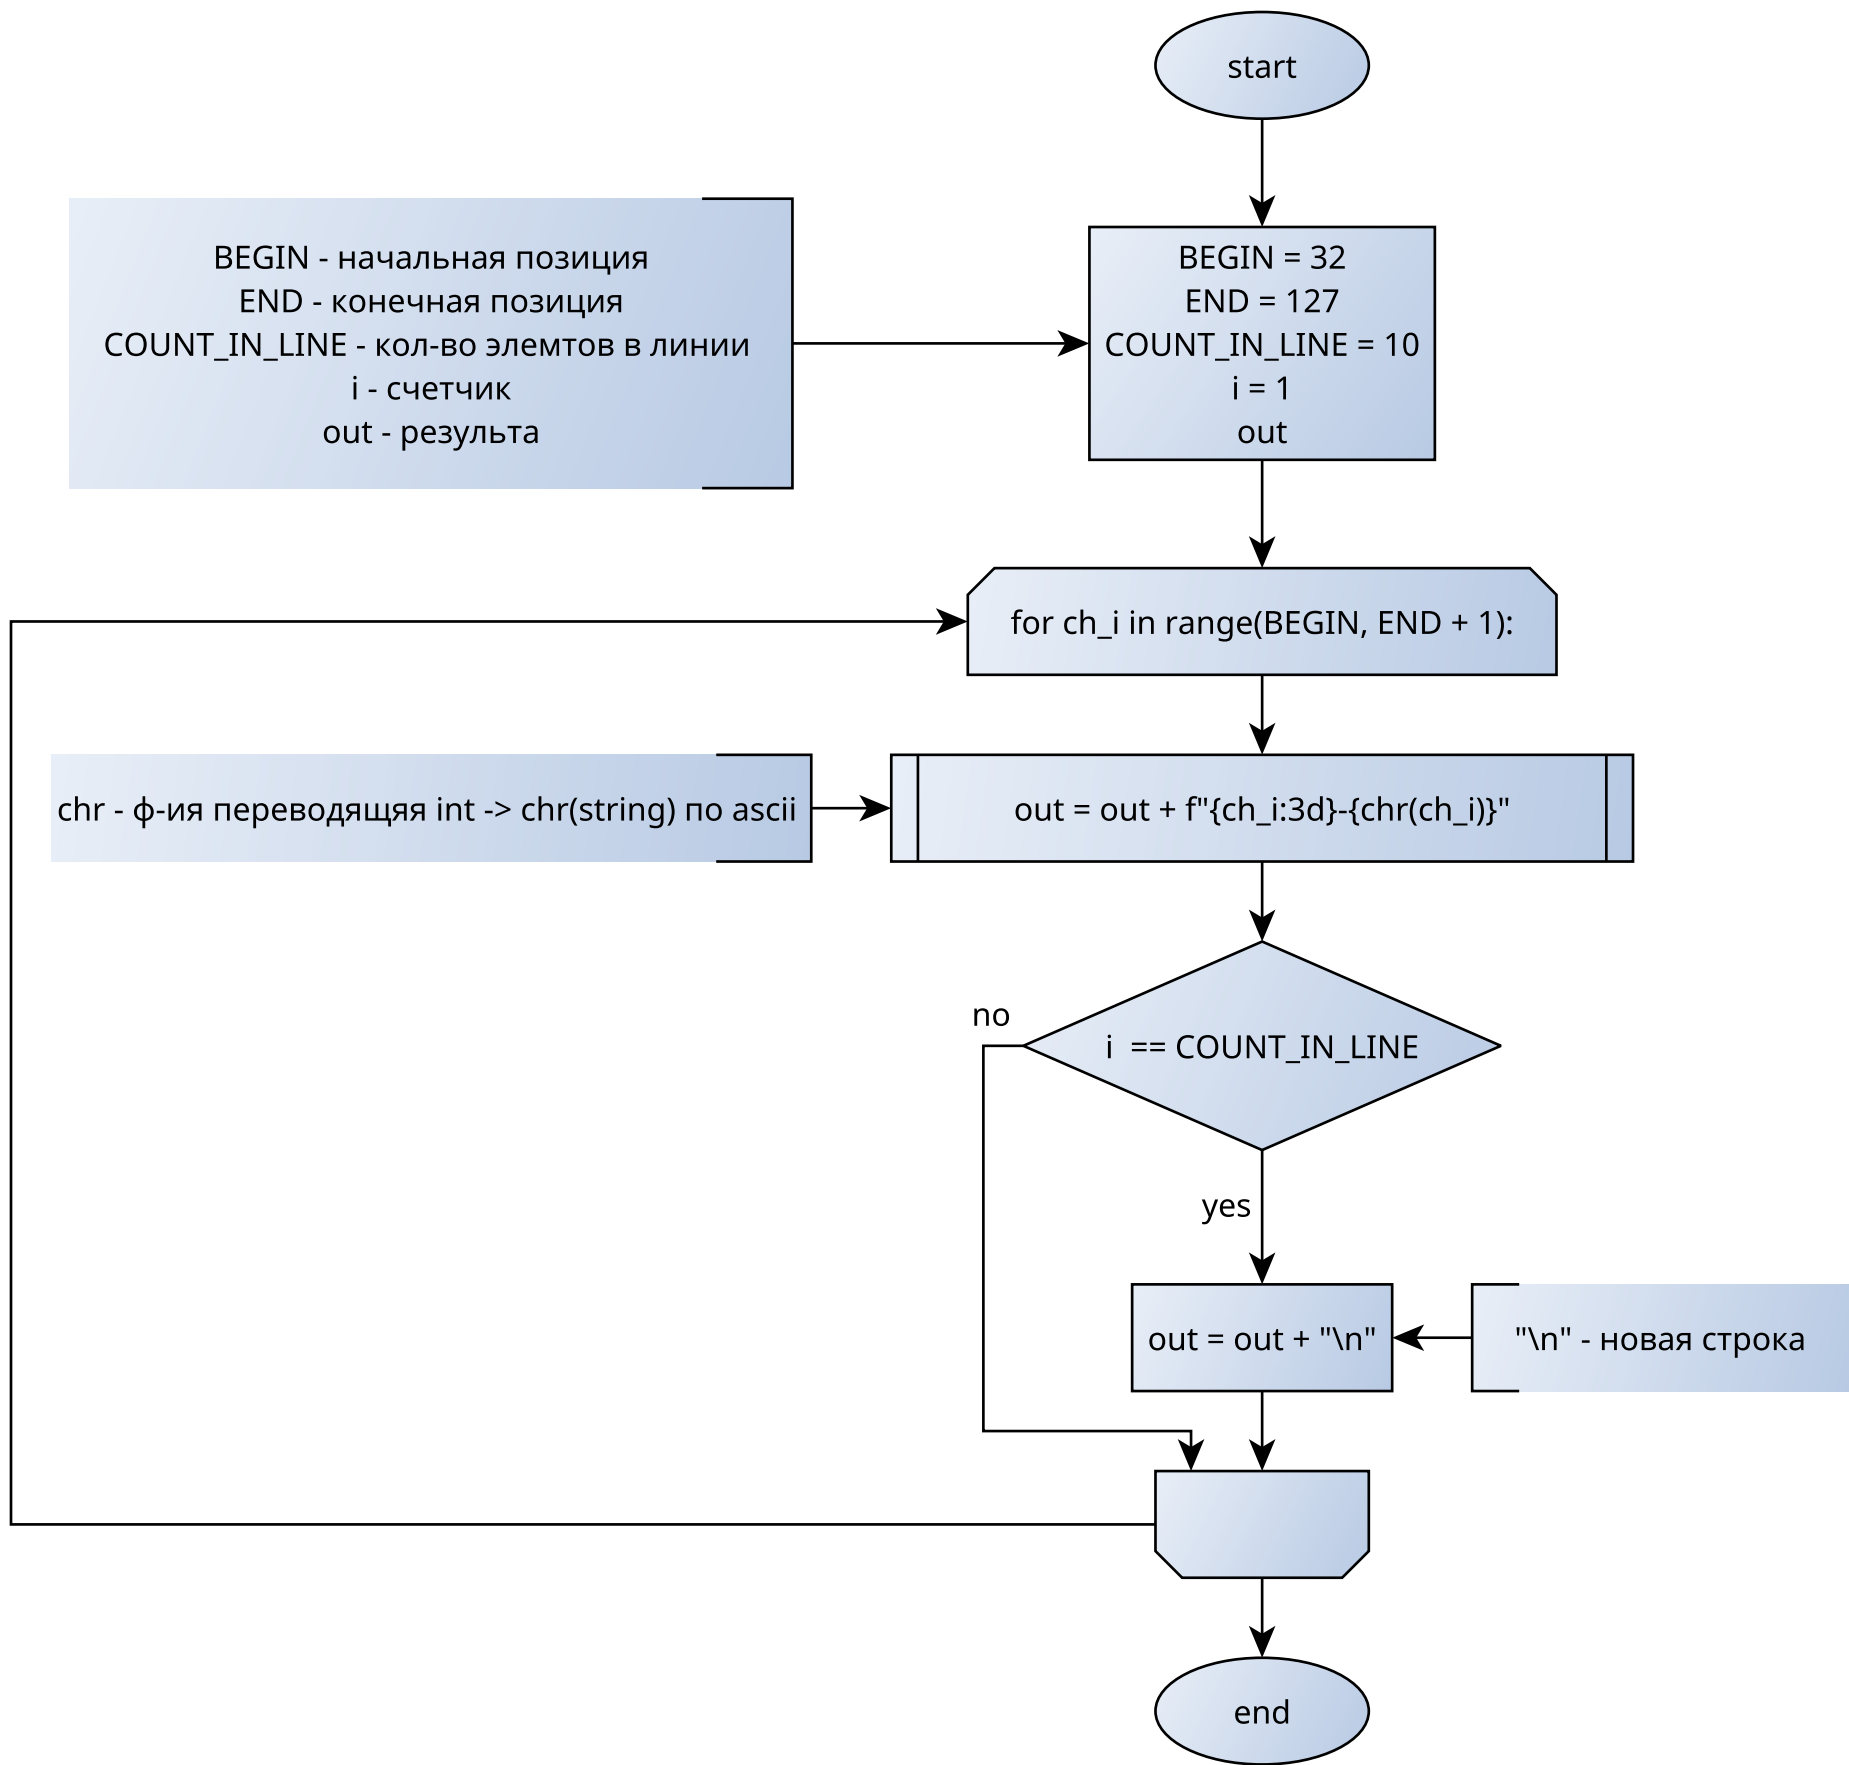 start
BEGIN - начальная позиция
END - конечная позиция
COUNT_IN_LINE - кол-во элемтов в линии
i - счетчик
out - результа
BEGIN = 32
END = 127
COUNT_IN_LINE = 10
i = 1
out
for ch_i in range(BEGIN, END + 1):
chr - ф-ия переводящяя int -> chr(string) по ascii
out = out + f"{ch_i:3d}-{chr(ch_i)}"
no
i  == COUNT_IN_LINE
yes
out = out + "\n"
"\n" - новая строка
end